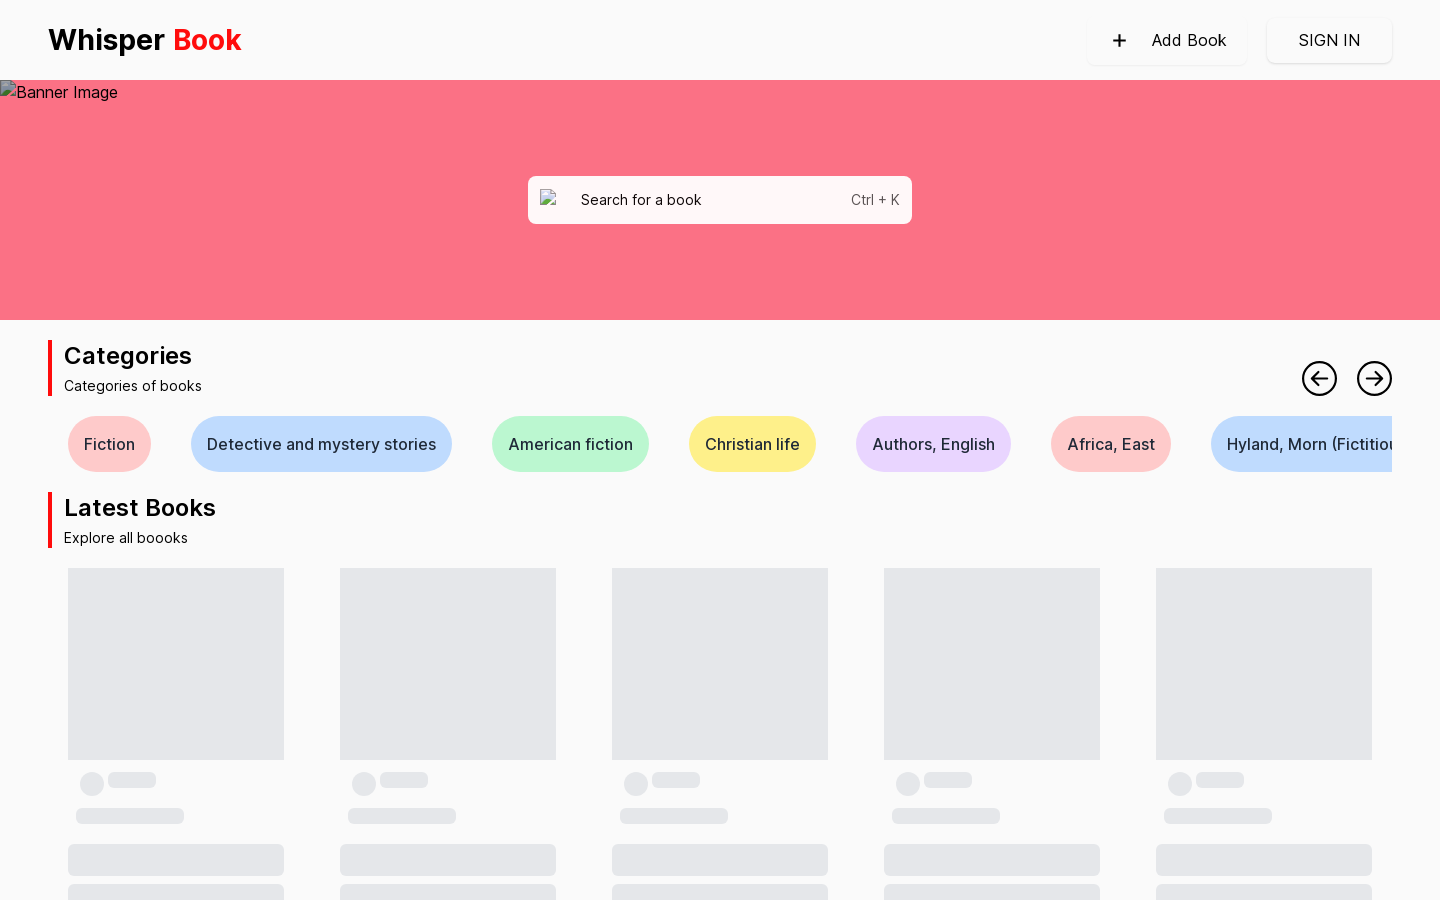 Whisper Book
Add Book
SIGN IN
Banner Image
Search for a book
Ctrl + K
Categories
Categories of books
Fiction
Detective and mystery stories
American fiction
Christian life
Authors, English
Africa, East
Hyland, Morn (Fictitiou
Latest Books
Explore all boooks